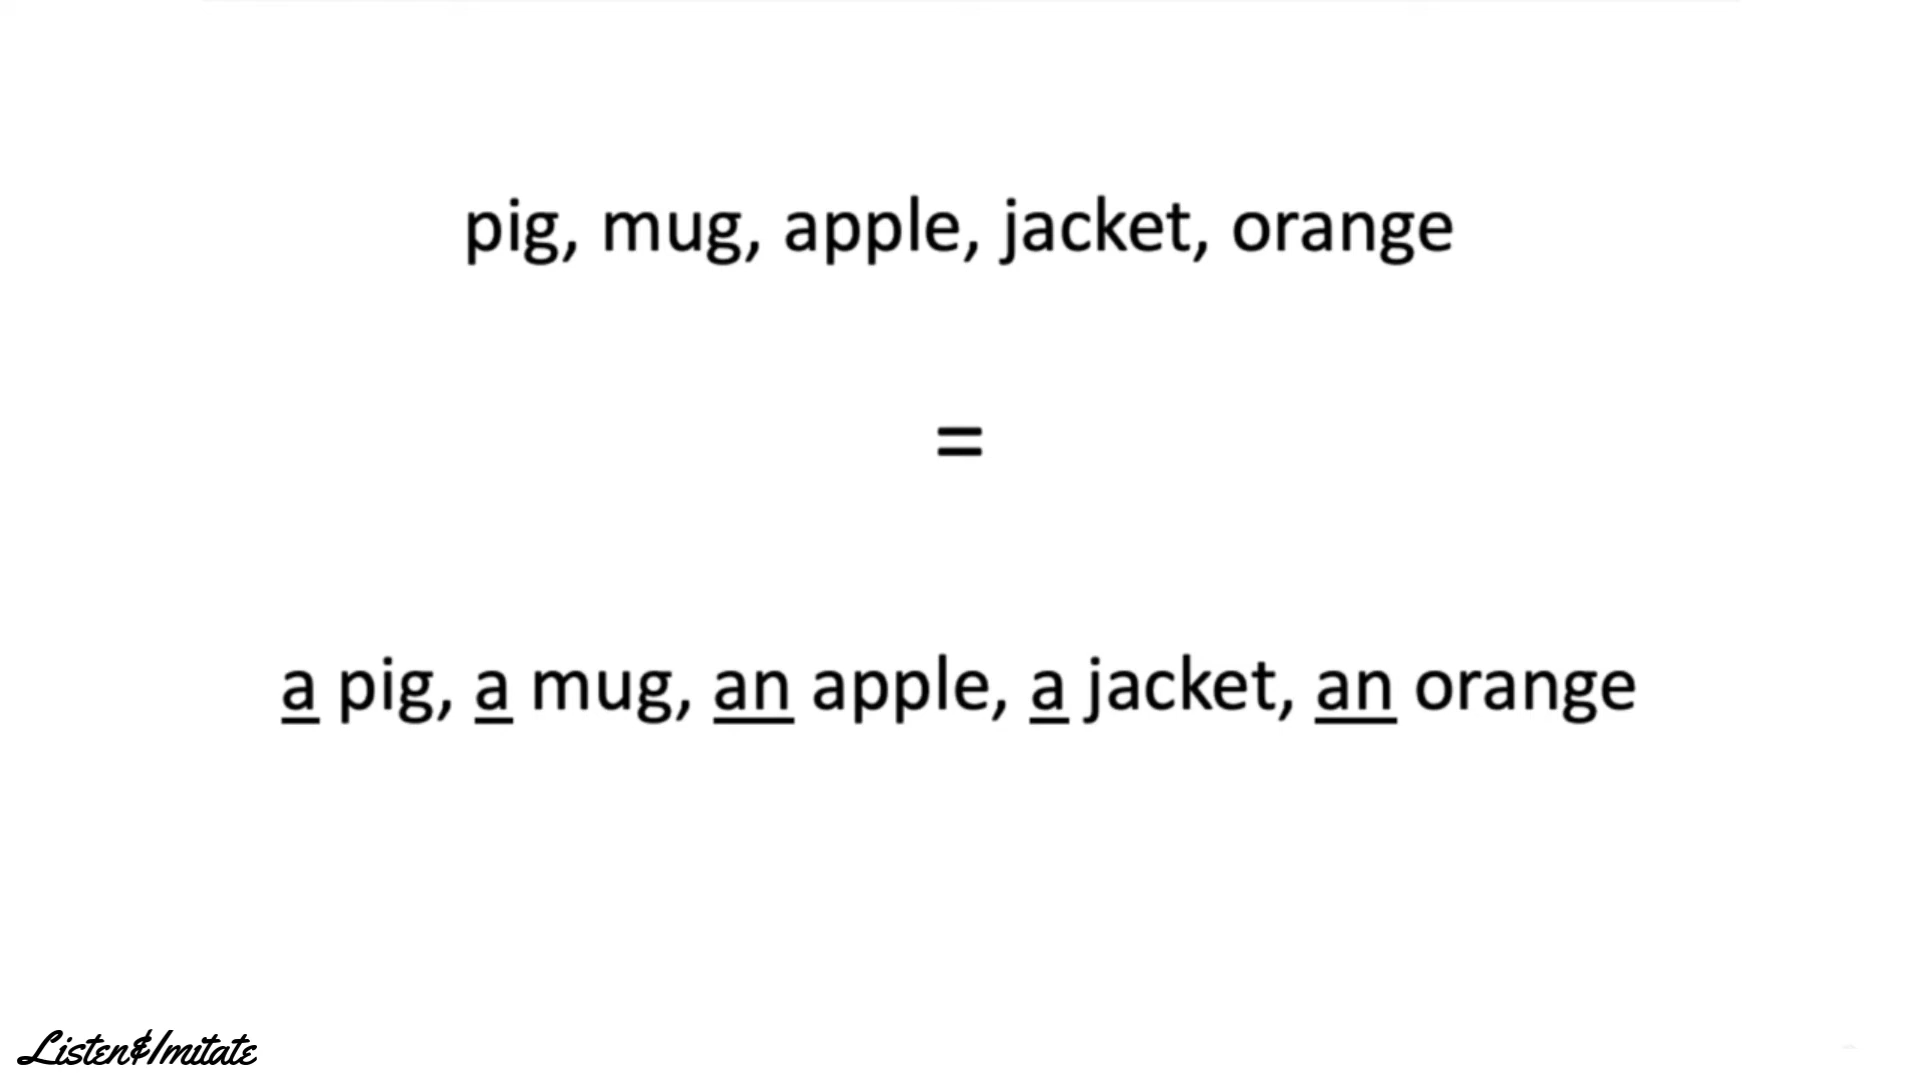 pig, mug, apple, jacket, orange
=
a pig, a mug, an apple, a jacket, an orange
Listen&Imitate